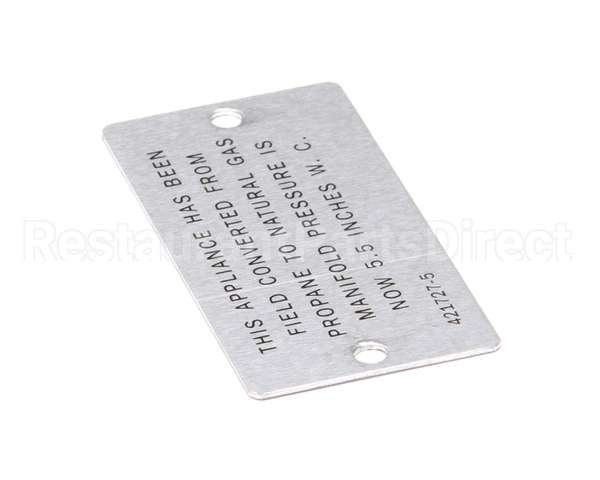 THIS APPLIANCE HAS BEEN
FIELD CONVERTED FROM
PROPANE TO NATURAL GAS
MANIFOLD PRESSURE IS
NOW 5.5 INCHES W. C.
421727-5
RestaurantPartsDirect